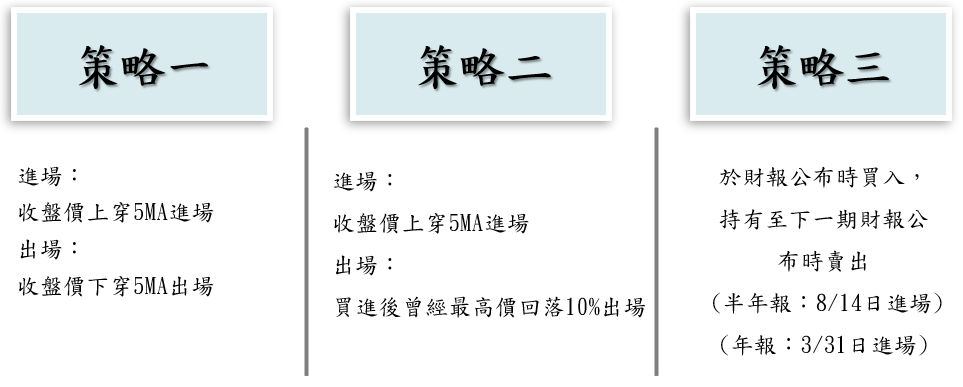 策略一
進場：
收盤價上穿5MA進場
出場：
收盤價下穿5MA出場
策略二
進場：
收盤價上穿5MA進場
出場：
買進後曾經最高價回落10%出場
策略三
於財報公布時買入，
持有至下一期財報公
布時賣出
(半年報：8/14日進場)
(年報：3/31日進場)